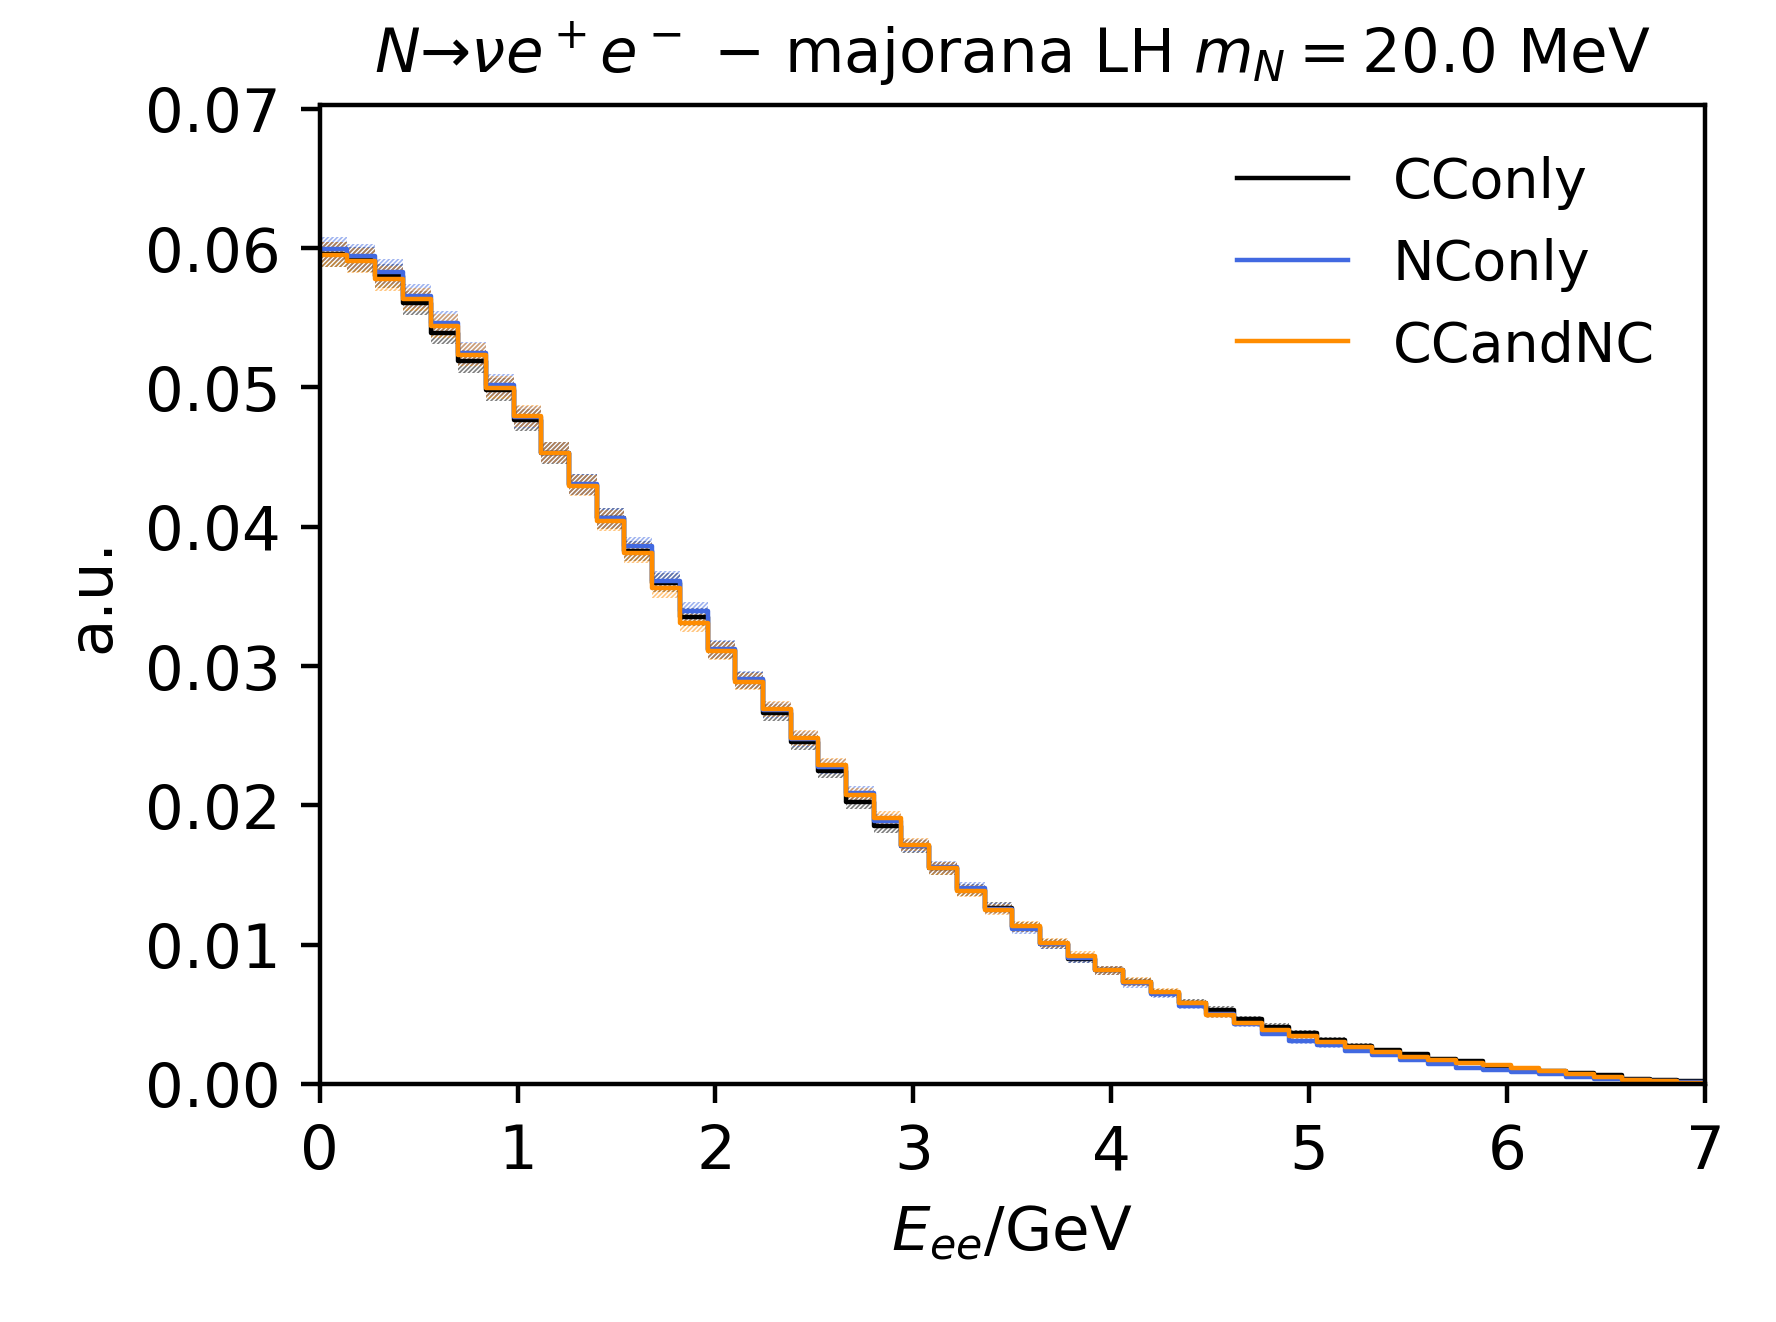 N→νe⁺e⁻ − majorana LH m_N = 20.0 MeV
0.07
0.06
0.05
0.04
0.03
0.02
0.01
0.00
a.u.
CConly
NConly
CCandNC
0 1 2 3 4 5 6 7
E_ee/GeV